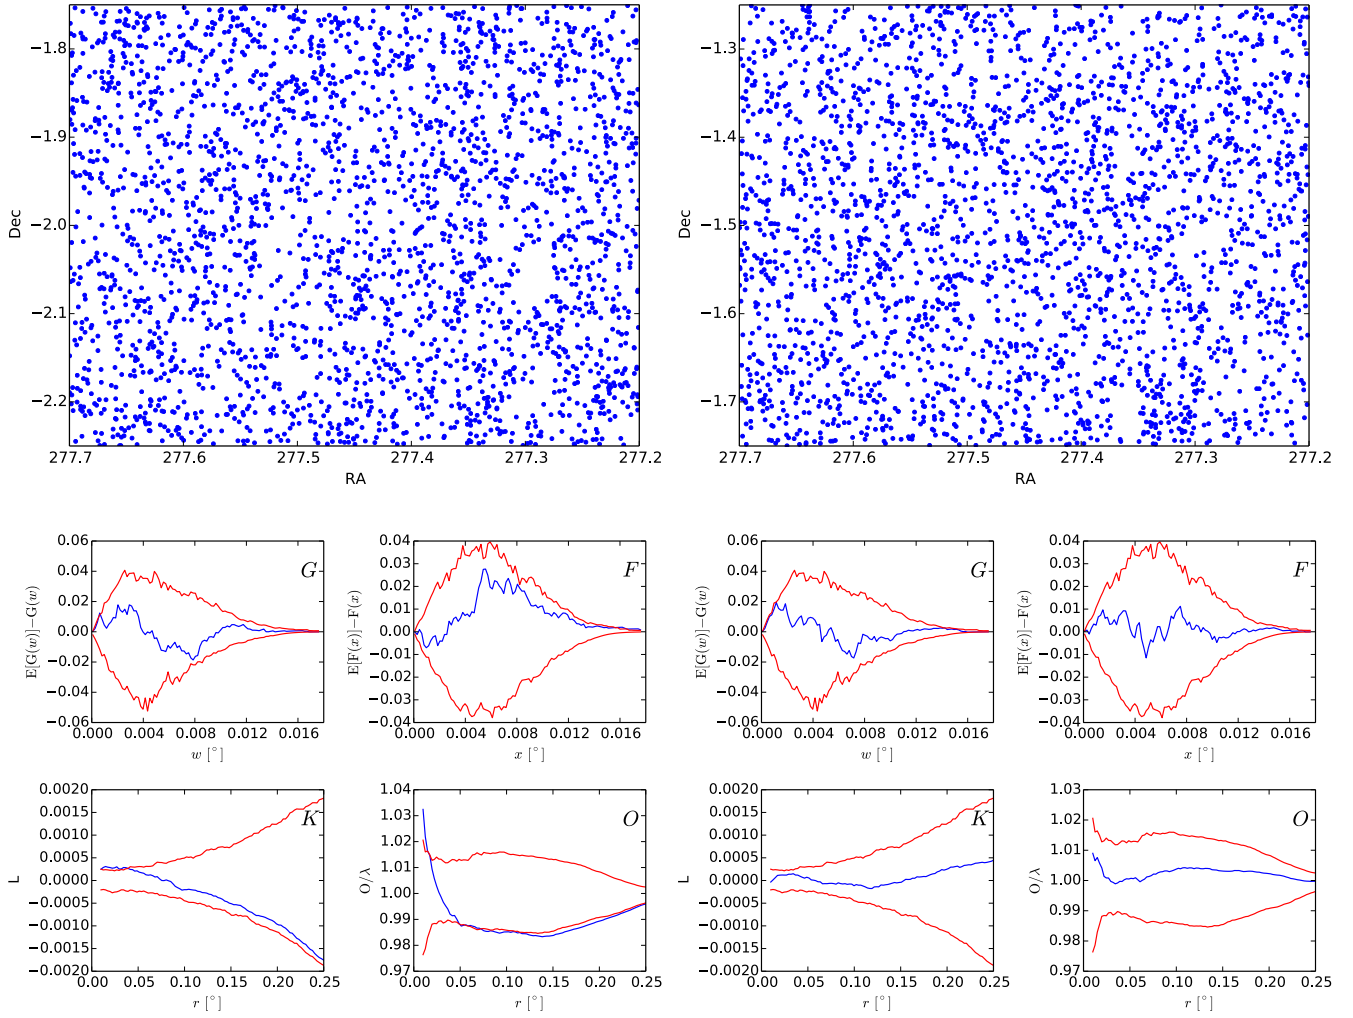 −1.8
−1.9
−2.0
−2.1
−2.2
Dec
277.7 277.6 277.5 277.4 277.3 277.2
RA
−1.3
−1.4
−1.5
−1.6
−1.7
Dec
277.7 277.6 277.5 277.4 277.3 277.2
RA
0.06
0.04
0.02
0.00
−0.02
−0.04
−0.06
E[G(w)]−G(w)
G
0.000 0.004 0.008 0.012 0.016
w [°]
0.04
0.03
0.02
0.01
0.00
−0.01
−0.02
−0.03
−0.04
E[F(x)]−F(x)
F
0.000 0.004 0.008 0.012 0.016
x [°]
0.06
0.04
0.02
0.00
−0.02
−0.04
−0.06
E[G(w)]−G(w)
G
0.000 0.004 0.008 0.012 0.016
w [°]
0.04
0.03
0.02
0.01
0.00
−0.01
−0.02
−0.03
−0.04
E[F(x)]−F(x)
F
0.000 0.004 0.008 0.012 0.016
x [°]
0.0020
0.0015
0.0010
0.0005
0.0000
−0.0005
−0.0010
−0.0015
−0.0020
L
K
0.00 0.05 0.10 0.15 0.20 0.25
r [°]
1.04
1.03
1.02
1.01
1.00
0.99
0.98
0.97
O/λ
O
0.00 0.05 0.10 0.15 0.20 0.25
r [°]
0.0020
0.0015
0.0010
0.0005
0.0000
−0.0005
−0.0010
−0.0015
−0.0020
L
K
0.00 0.05 0.10 0.15 0.20 0.25
r [°]
1.03
1.02
1.01
1.00
0.99
0.98
0.97
O/λ
O
0.00 0.05 0.10 0.15 0.20 0.25
r [°]